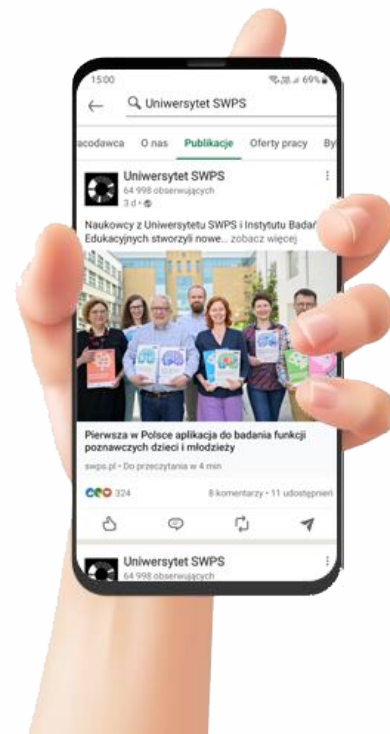 15:00 69%
Uniwersytet SWPS
acodawca O nas Publikacje Oferty pracy By
Uniwersytet SWPS
64 998 obserwujących
3 d •
Naukowcy z Uniwersytetu SWPS i Instytutu Badań
Edukacyjnych stworzyli nowe... zobacz więcej
Pierwsza w Polsce aplikacja do badania funkcji
poznawczych dzieci i młodzieży
swps.pl • Do przeczytania w 4 min
324 8 komentarzy • 11 udostępnień
Uniwersytet SWPS
64 998 obserwujących